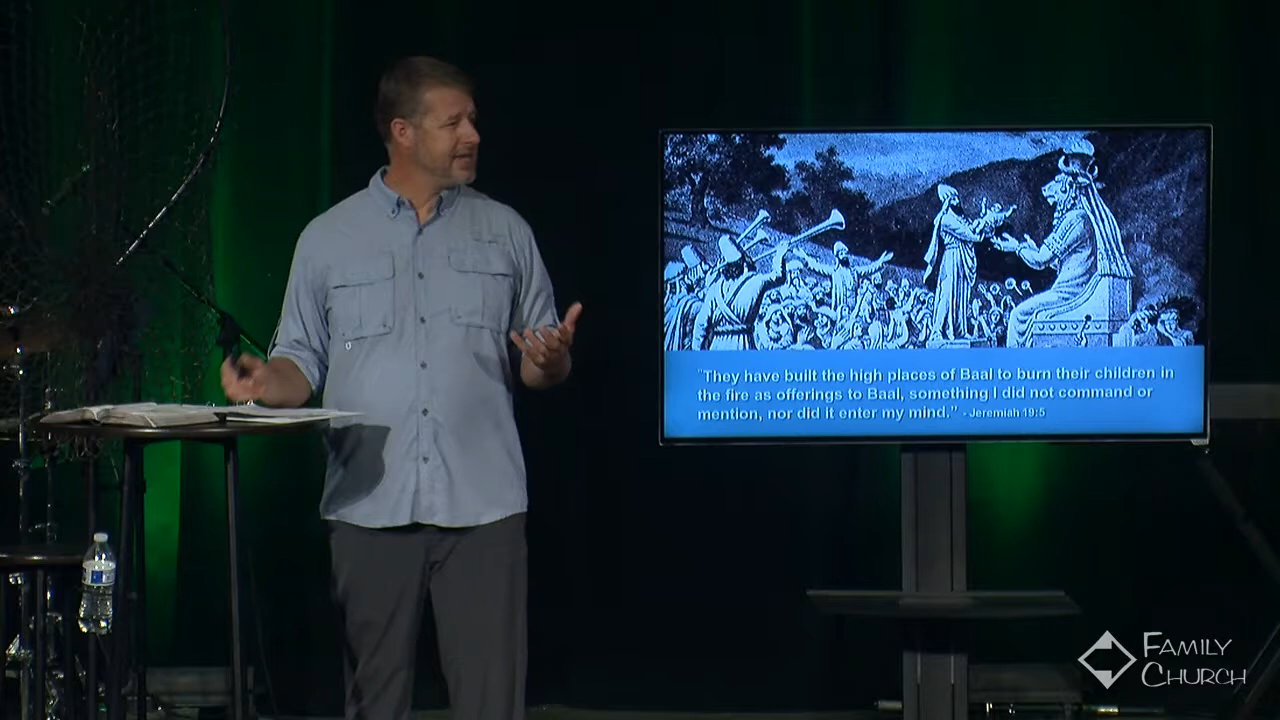 "They have built the high places of Baal to burn their children in
the fire as offerings to Baal, something I did not command or
mention, nor did it enter my mind." - Jeremiah 19:5
FAMILY
CHURCH